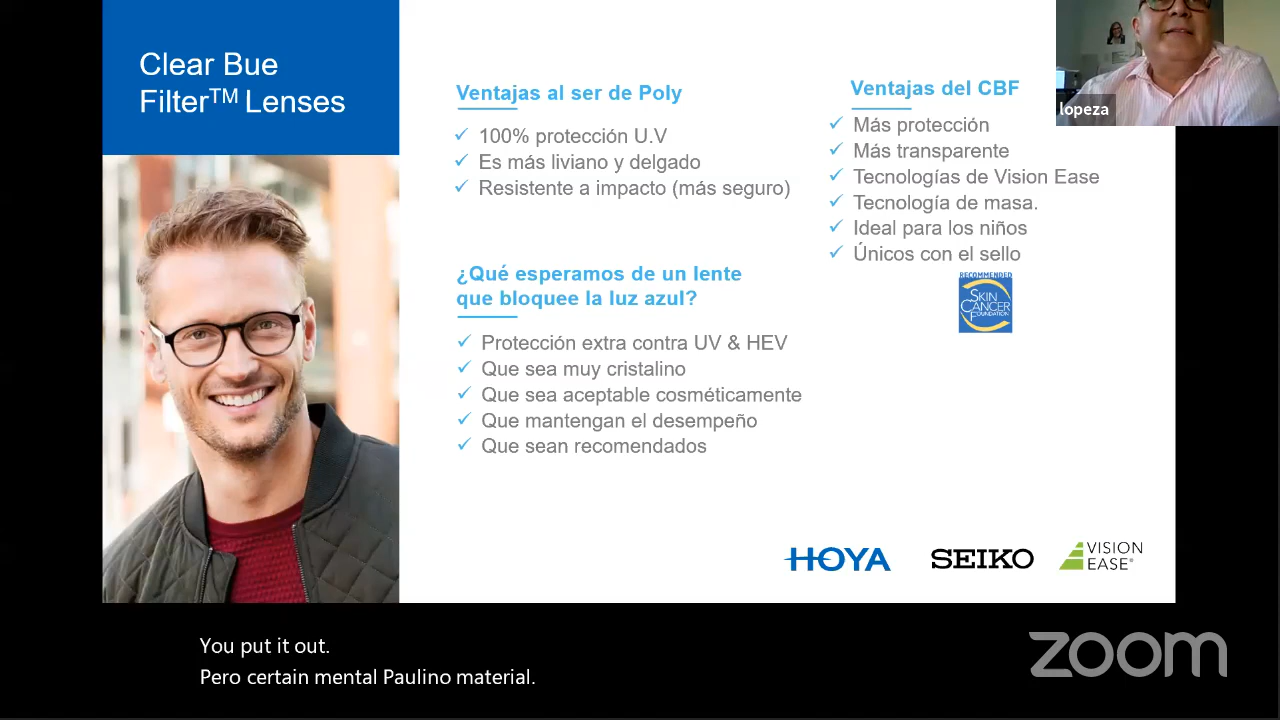 Clear Bue
Filter™ Lenses
Ventajas al ser de Poly
✓ 100% protección U.V
✓ Es más liviano y delgado
✓ Resistente a impacto (más seguro)
¿Qué esperamos de un lente
que bloquee la luz azul?
✓ Protección extra contra UV & HEV
✓ Que sea muy cristalino
✓ Que sea aceptable cosméticamente
✓ Que mantengan el desempeño
✓ Que sean recomendados
Ventajas del CBF
✓ Más protección
✓ Más transparente
✓ Tecnologías de Vision Ease
✓ Tecnología de masa.
✓ Ideal para los niños
✓ Únicos con el sello
RECOMMENDED
SKIN
CANCER
FOUNDATION
lopeza
HOYA
SEIKO
VISION
EASE®
You put it out.
Pero certain mental Paulino material.
zoom